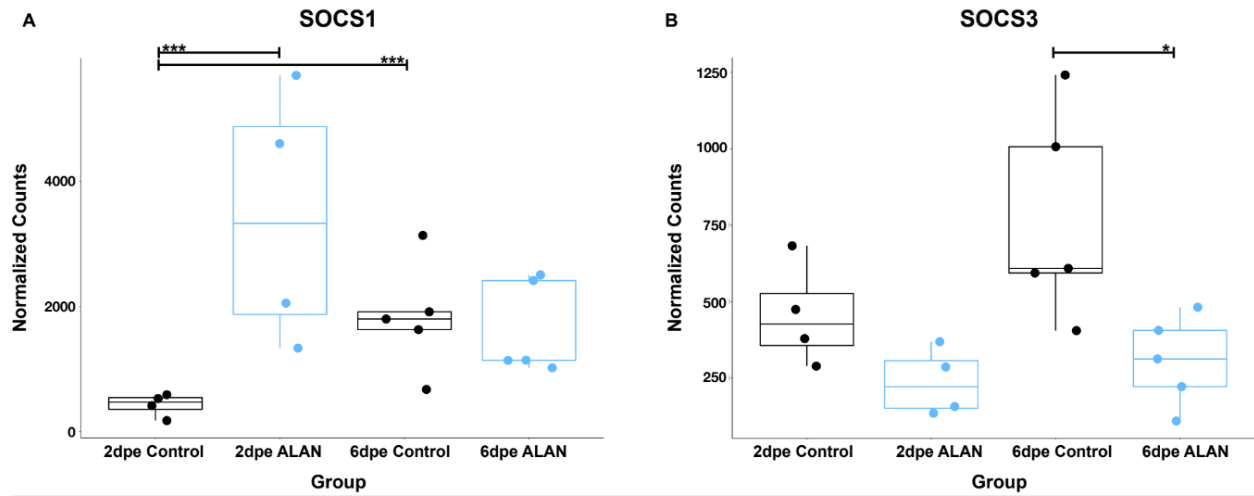 A
SOCS1
***
***
Normalized Counts
4000
2000
0
2dpe Control
2dpe ALAN
6dpe Control
6dpe ALAN
Group
B
SOCS3
*
Normalized Counts
1250
1000
750
500
250
2dpe Control
2dpe ALAN
6dpe Control
6dpe ALAN
Group